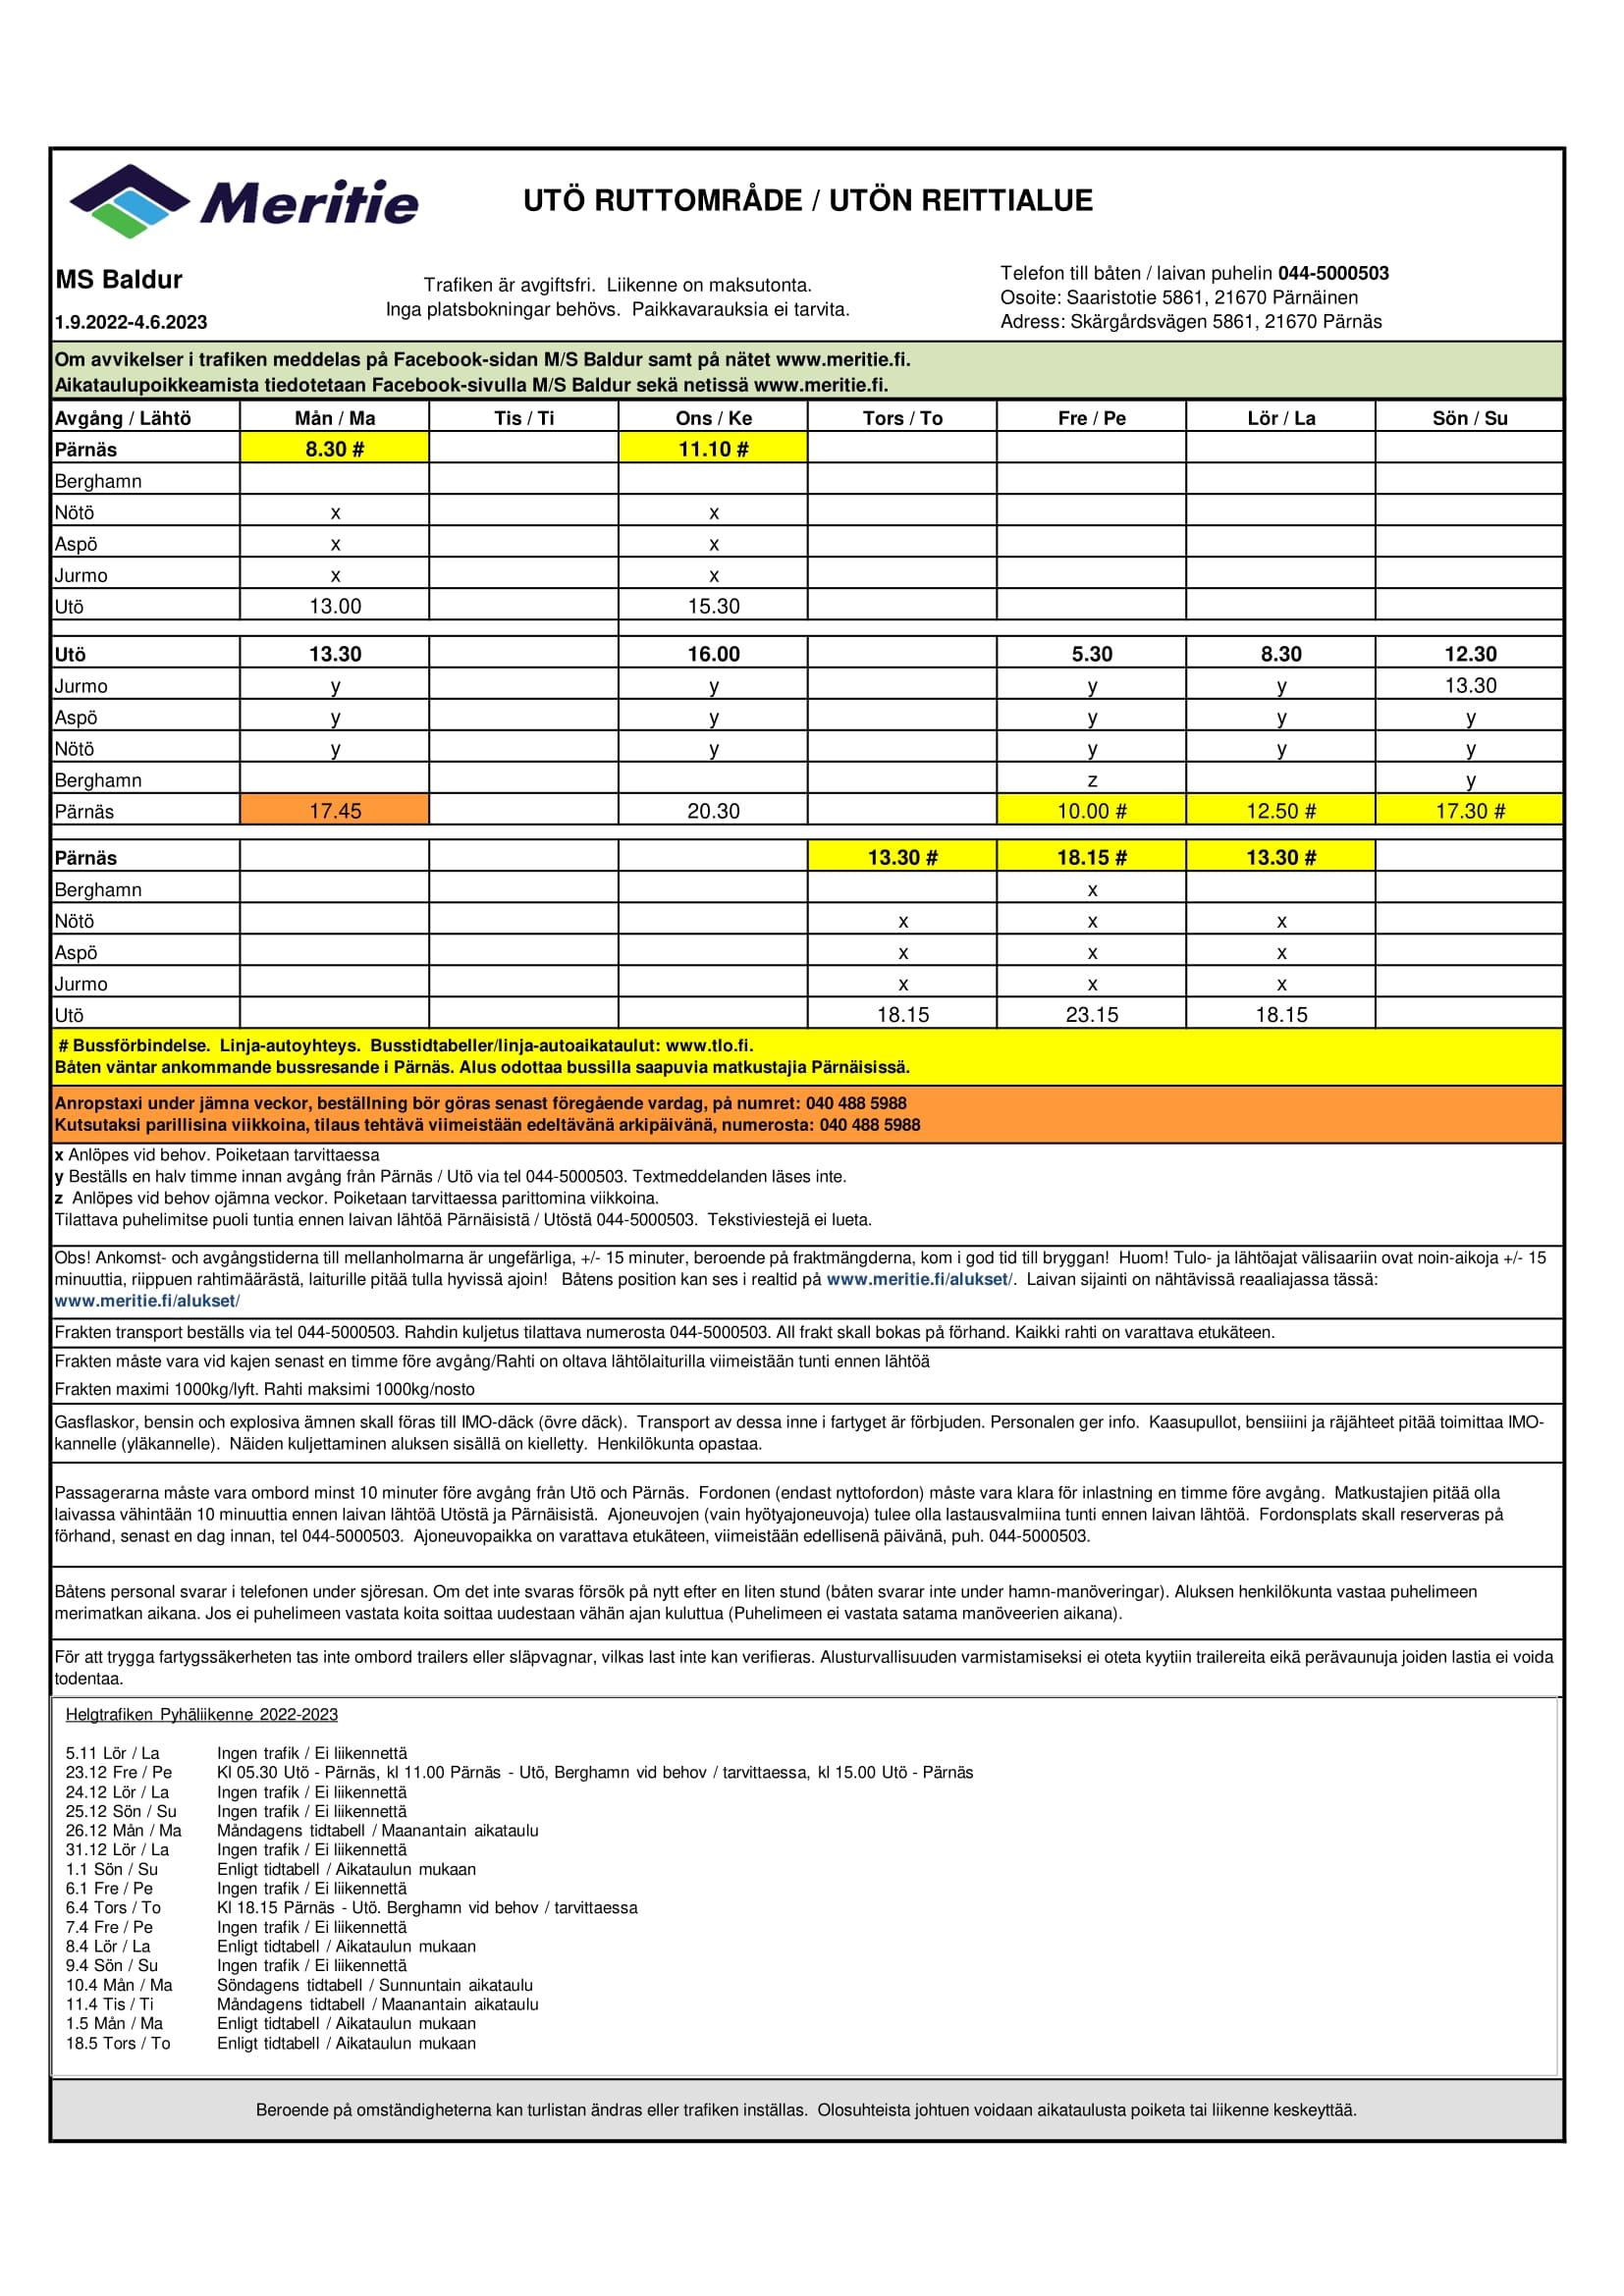 Meritie
UTÖ RUTTOMRÅDE / UTÖN REITTIALUE
MS Baldur
1.9.2022-4.6.2023
Trafiken är avgiftsfri. Liikenne on maksutonta.
Inga platsbokningar behövs. Paikkavarauksia ei tarvita.
Telefon till båten / laivan puhelin 044-5000503
Osoite: Saaristotie 5861, 21670 Pärnäinen
Adress: Skärgårdsvägen 5861, 21670 Pärnäs
Om avvikelser i trafiken meddelas på Facebook-sidan M/S Baldur samt på nätet www.meritie.fi.
Aikataulupoikkeamista tiedotetaan Facebook-sivulla M/S Baldur sekä netissä www.meritie.fi.
Avgång / Lähtö Mån / Ma Tis / Ti Ons / Ke Tors / To Fre / Pe Lör / La Sön / Su
Pärnäs 8.30 # 11.10 #
Berghamn
Nötö x x
Aspö x x
Jurmo x x
Utö 13.00 15.30
Utö 13.30 16.00 5.30 8.30 12.30
Jurmo y y y y 13.30
Aspö y y y y y
Nötö y y y y y
Berghamn z y
Pärnäs 17.45 20.30 10.00 # 12.50 # 17.30 #
Pärnäs 13.30 # 18.15 # 13.30 #
Berghamn x
Nötö x x x
Aspö x x x
Jurmo x x x
Utö 18.15 23.15 18.15
# Bussförbindelse. Linja-autoyhteys. Busstidtabeller/linja-autoaikataulut: www.tlo.fi.
Båten väntar ankommande bussresande i Pärnäs. Alus odottaa bussilla saapuvia matkustajia Pärnäisissä.
Anropstaxi under jämna veckor, beställning bör göras senast föregående vardag, på numret: 040 488 5988
Kutsutaksi parillisina viikkoina, tilaus tehtävä viimeistään edeltävänä arkipäivänä, numerosta: 040 488 5988
x Anlöpes vid behov. Poiketaan tarvittaessa
y Beställs en halv timme innan avgång från Pärnäs / Utö via tel 044-5000503. Textmeddelanden läses inte.
z Anlöpes vid behov ojämna veckor. Poiketaan tarvittaessa parittomina viikkoina.
Tilattava puhelimitse puoli tuntia ennen laivan lähtöä Pärnäisistä / Utöstä 044-5000503. Tekstiviestejä ei lueta.
Obs! Ankomst- och avgångstiderna till mellanholmarna är ungefärliga, +/- 15 minuter, beroende på fraktmängderna, kom i god tid till bryggan! Huom! Tulo- ja lähtöajat välisaariin ovat noin-aikoja +/- 15
minuuttia, riippuen rahtimäärästä, laiturille pitää tulla hyvissä ajoin! Båtens position kan ses i realtid på www.meritie.fi/alukset/. Laivan sijainti on nähtävissä reaaliajassa tässä:
www.meritie.fi/alukset/
Frakten transport beställs via tel 044-5000503. Rahdin kuljetus tilattava numerosta 044-5000503. All frakt skall bokas på förhand. Kaikki rahti on varattava etukäteen.
Frakten måste vara vid kajen senast en timme före avgång/Rahti on oltava lähtölaiturilla viimeistään tunti ennen lähtöä
Frakten maximi 1000kg/lyft. Rahti maksimi 1000kg/nosto
Gasflaskor, bensin och explosiva ämnen skall föras till IMO-däck (övre däck). Transport av dessa inne i fartyget är förbjuden. Personalen ger info. Kaasupullot, bensiiini ja räjähteet pitää toimittaa IMO-
kannelle (yläkannelle). Näiden kuljettaminen aluksen sisällä on kielletty. Henkilökunta opastaa.
Passagerarna måste vara ombord minst 10 minuter före avgång från Utö och Pärnäs. Fordonen (endast nyttofordon) måste vara klara för inlastning en timme före avgång. Matkustajien pitää olla
laivassa vähintään 10 minuuttia ennen laivan lähtöä Utöstä ja Pärnäisistä. Ajoneuvojen (vain hyötyajoneuvoja) tulee olla lastausvalmiina tunti ennen laivan lähtöä. Fordonsplats skall reserveras på
förhand, senast en dag innan, tel 044-5000503. Ajoneuvopaikka on varattava etukäteen, viimeistään edellisenä päivänä, puh. 044-5000503.
Båtens personal svarar i telefonen under sjöresan. Om det inte svaras försök på nytt efter en liten stund (båten svarar inte under hamn-manöveringar). Aluksen henkilökunta vastaa puhelimeen
merimatkan aikana. Jos ei puhelimeen vastata koita soittaa uudestaan vähän ajan kuluttua (Puhelimeen ei vastata satama manöveerien aikana).
För att trygga fartygssäkerheten tas inte ombord trailers eller släpvagnar, vilkas last inte kan verifieras. Alusturvallisuuden varmistamiseksi ei oteta kyytiin trailereita eikä perävaunuja joiden lastia ei voida
todentaa.
Helgtrafiken Pyhäliikenne 2022-2023
5.11 Lör / La Ingen trafik / Ei liikennettä
23.12 Fre / Pe Kl 05.30 Utö - Pärnäs, kl 11.00 Pärnäs - Utö, Berghamn vid behov / tarvittaessa, kl 15.00 Utö - Pärnäs
24.12 Lör / La Ingen trafik / Ei liikennettä
25.12 Sön / Su Ingen trafik / Ei liikennettä
26.12 Mån / Ma Måndagens tidtabell / Maanantain aikataulu
31.12 Lör / La Ingen trafik / Ei liikennettä
1.1 Sön / Su Enligt tidtabell / Aikataulun mukaan
6.1 Fre / Pe Ingen trafik / Ei liikennettä
6.4 Tors / To Kl 18.15 Pärnäs - Utö. Berghamn vid behov / tarvittaessa
7.4 Fre / Pe Ingen trafik / Ei liikennettä
8.4 Lör / La Enligt tidtabell / Aikataulun mukaan
9.4 Sön / Su Ingen trafik / Ei liikennettä
10.4 Mån / Ma Söndagens tidtabell / Sunnuntain aikataulu
11.4 Tis / Ti Måndagens tidtabell / Maanantain aikataulu
1.5 Mån / Ma Enligt tidtabell / Aikataulun mukaan
18.5 Tors / To Enligt tidtabell / Aikataulun mukaan
Beroende på omständigheterna kan turlistan ändras eller trafiken inställas. Olosuhteista johtuen voidaan aikataulusta poiketa tai liikenne keskeyttää.